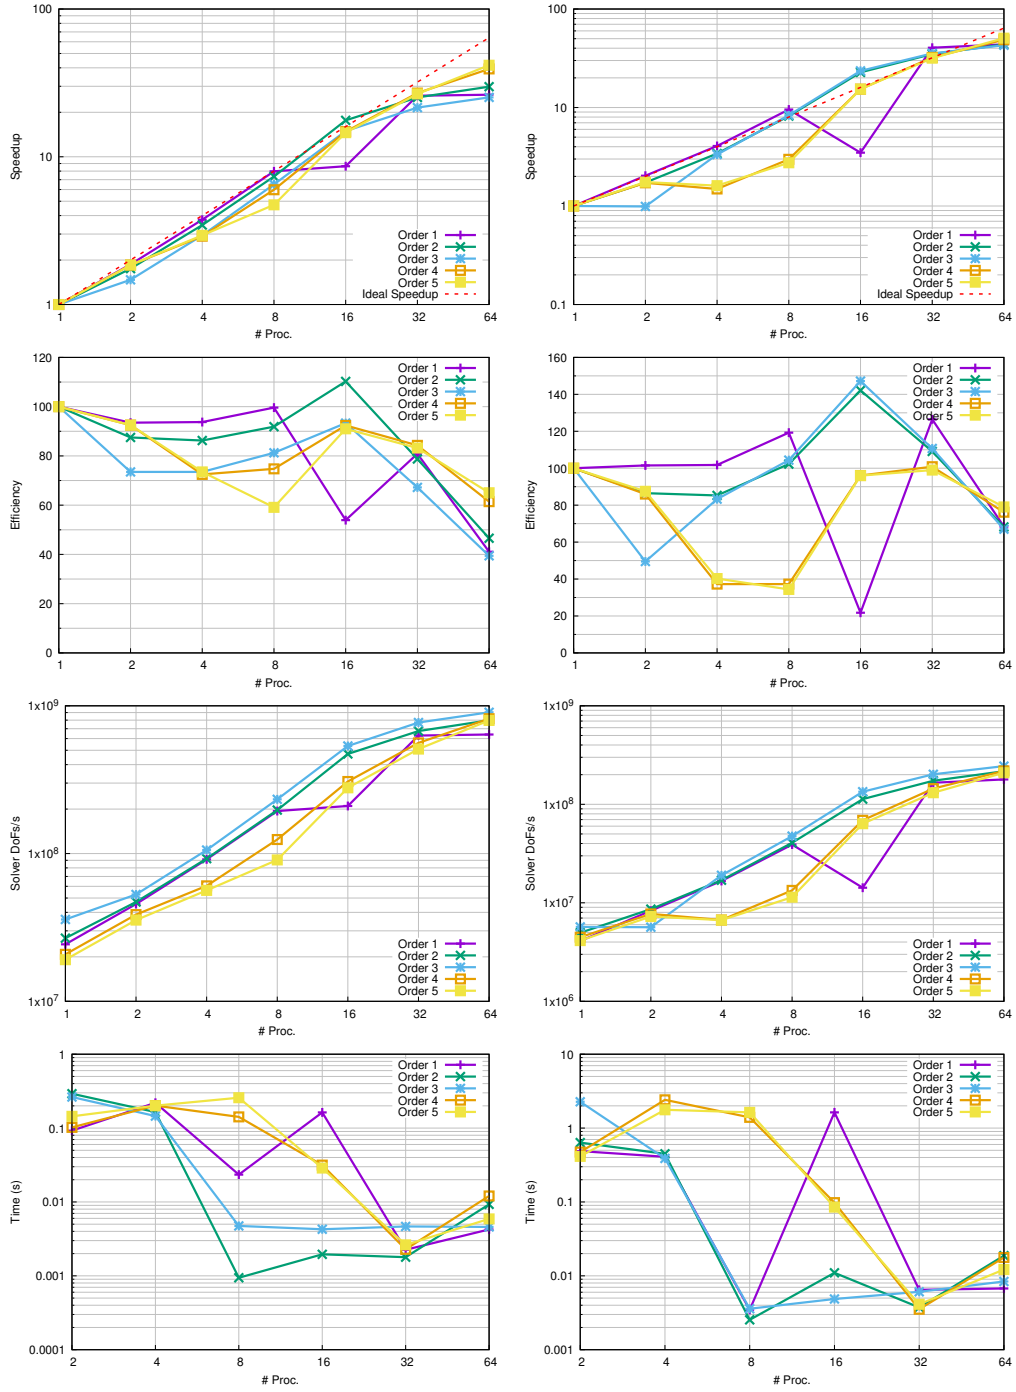 100
10
1
Speedup
1 2 4 8 16 32 64
# Proc.
Order 1
Order 2
Order 3
Order 4
Order 5
Ideal Speedup
100
10
1
0.1
Speedup
1 2 4 8 16 32 64
# Proc.
Order 1
Order 2
Order 3
Order 4
Order 5
Ideal Speedup
120
100
80
60
40
20
0
Efficiency
1 2 4 8 16 32 64
# Proc.
Order 1
Order 2
Order 3
Order 4
Order 5
160
140
120
100
80
60
40
20
0
Efficiency
1 2 4 8 16 32 64
# Proc.
Order 1
Order 2
Order 3
Order 4
Order 5
1x10⁹
1x10⁸
1x10⁷
Solver DoFs/s
1 2 4 8 16 32 64
# Proc.
Order 1
Order 2
Order 3
Order 4
Order 5
1x10⁹
1x10⁸
1x10⁷
1x10⁶
Solver DoFs/s
1 2 4 8 16 32 64
# Proc.
Order 1
Order 2
Order 3
Order 4
Order 5
1
0.1
0.01
0.001
0.0001
Time (s)
2 4 8 16 32 64
# Proc.
Order 1
Order 2
Order 3
Order 4
Order 5
10
1
0.1
0.01
0.001
Time (s)
2 4 8 16 32 64
# Proc.
Order 1
Order 2
Order 3
Order 4
Order 5